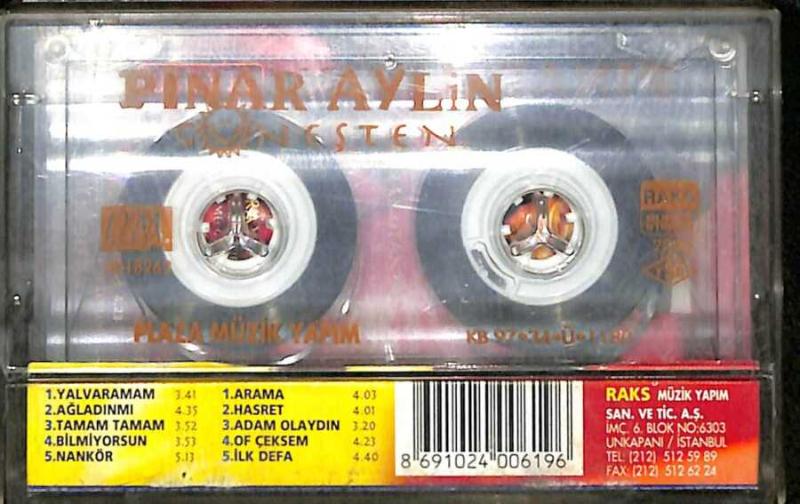 PINAR AYLiN
GÜNEŞTEN
RAKS
PLAZA MÜZİK YAPIM
1.YALVARAMAM 3.41
2.AĞLADINMI 4.35
3.TAMAM TAMAM 3.52
4.BİLMİYORSUN 3.53
5.NANKÖR 5.13
1.ARAMA 4.03
2.HASRET 4.01
3.ADAM OLAYDIN 3.20
4.OF ÇEKSEM 4.23
5.İLK DEFA 4.40
8 691024 006196
RAKS MÜZİK YAPIM
SAN. VE TİC. A.Ş.
İMÇ. 6. BLOK NO:6303
UNKAPANI / İSTANBUL
TEL: (212) 512 59 89
FAX: (212) 512 62 24